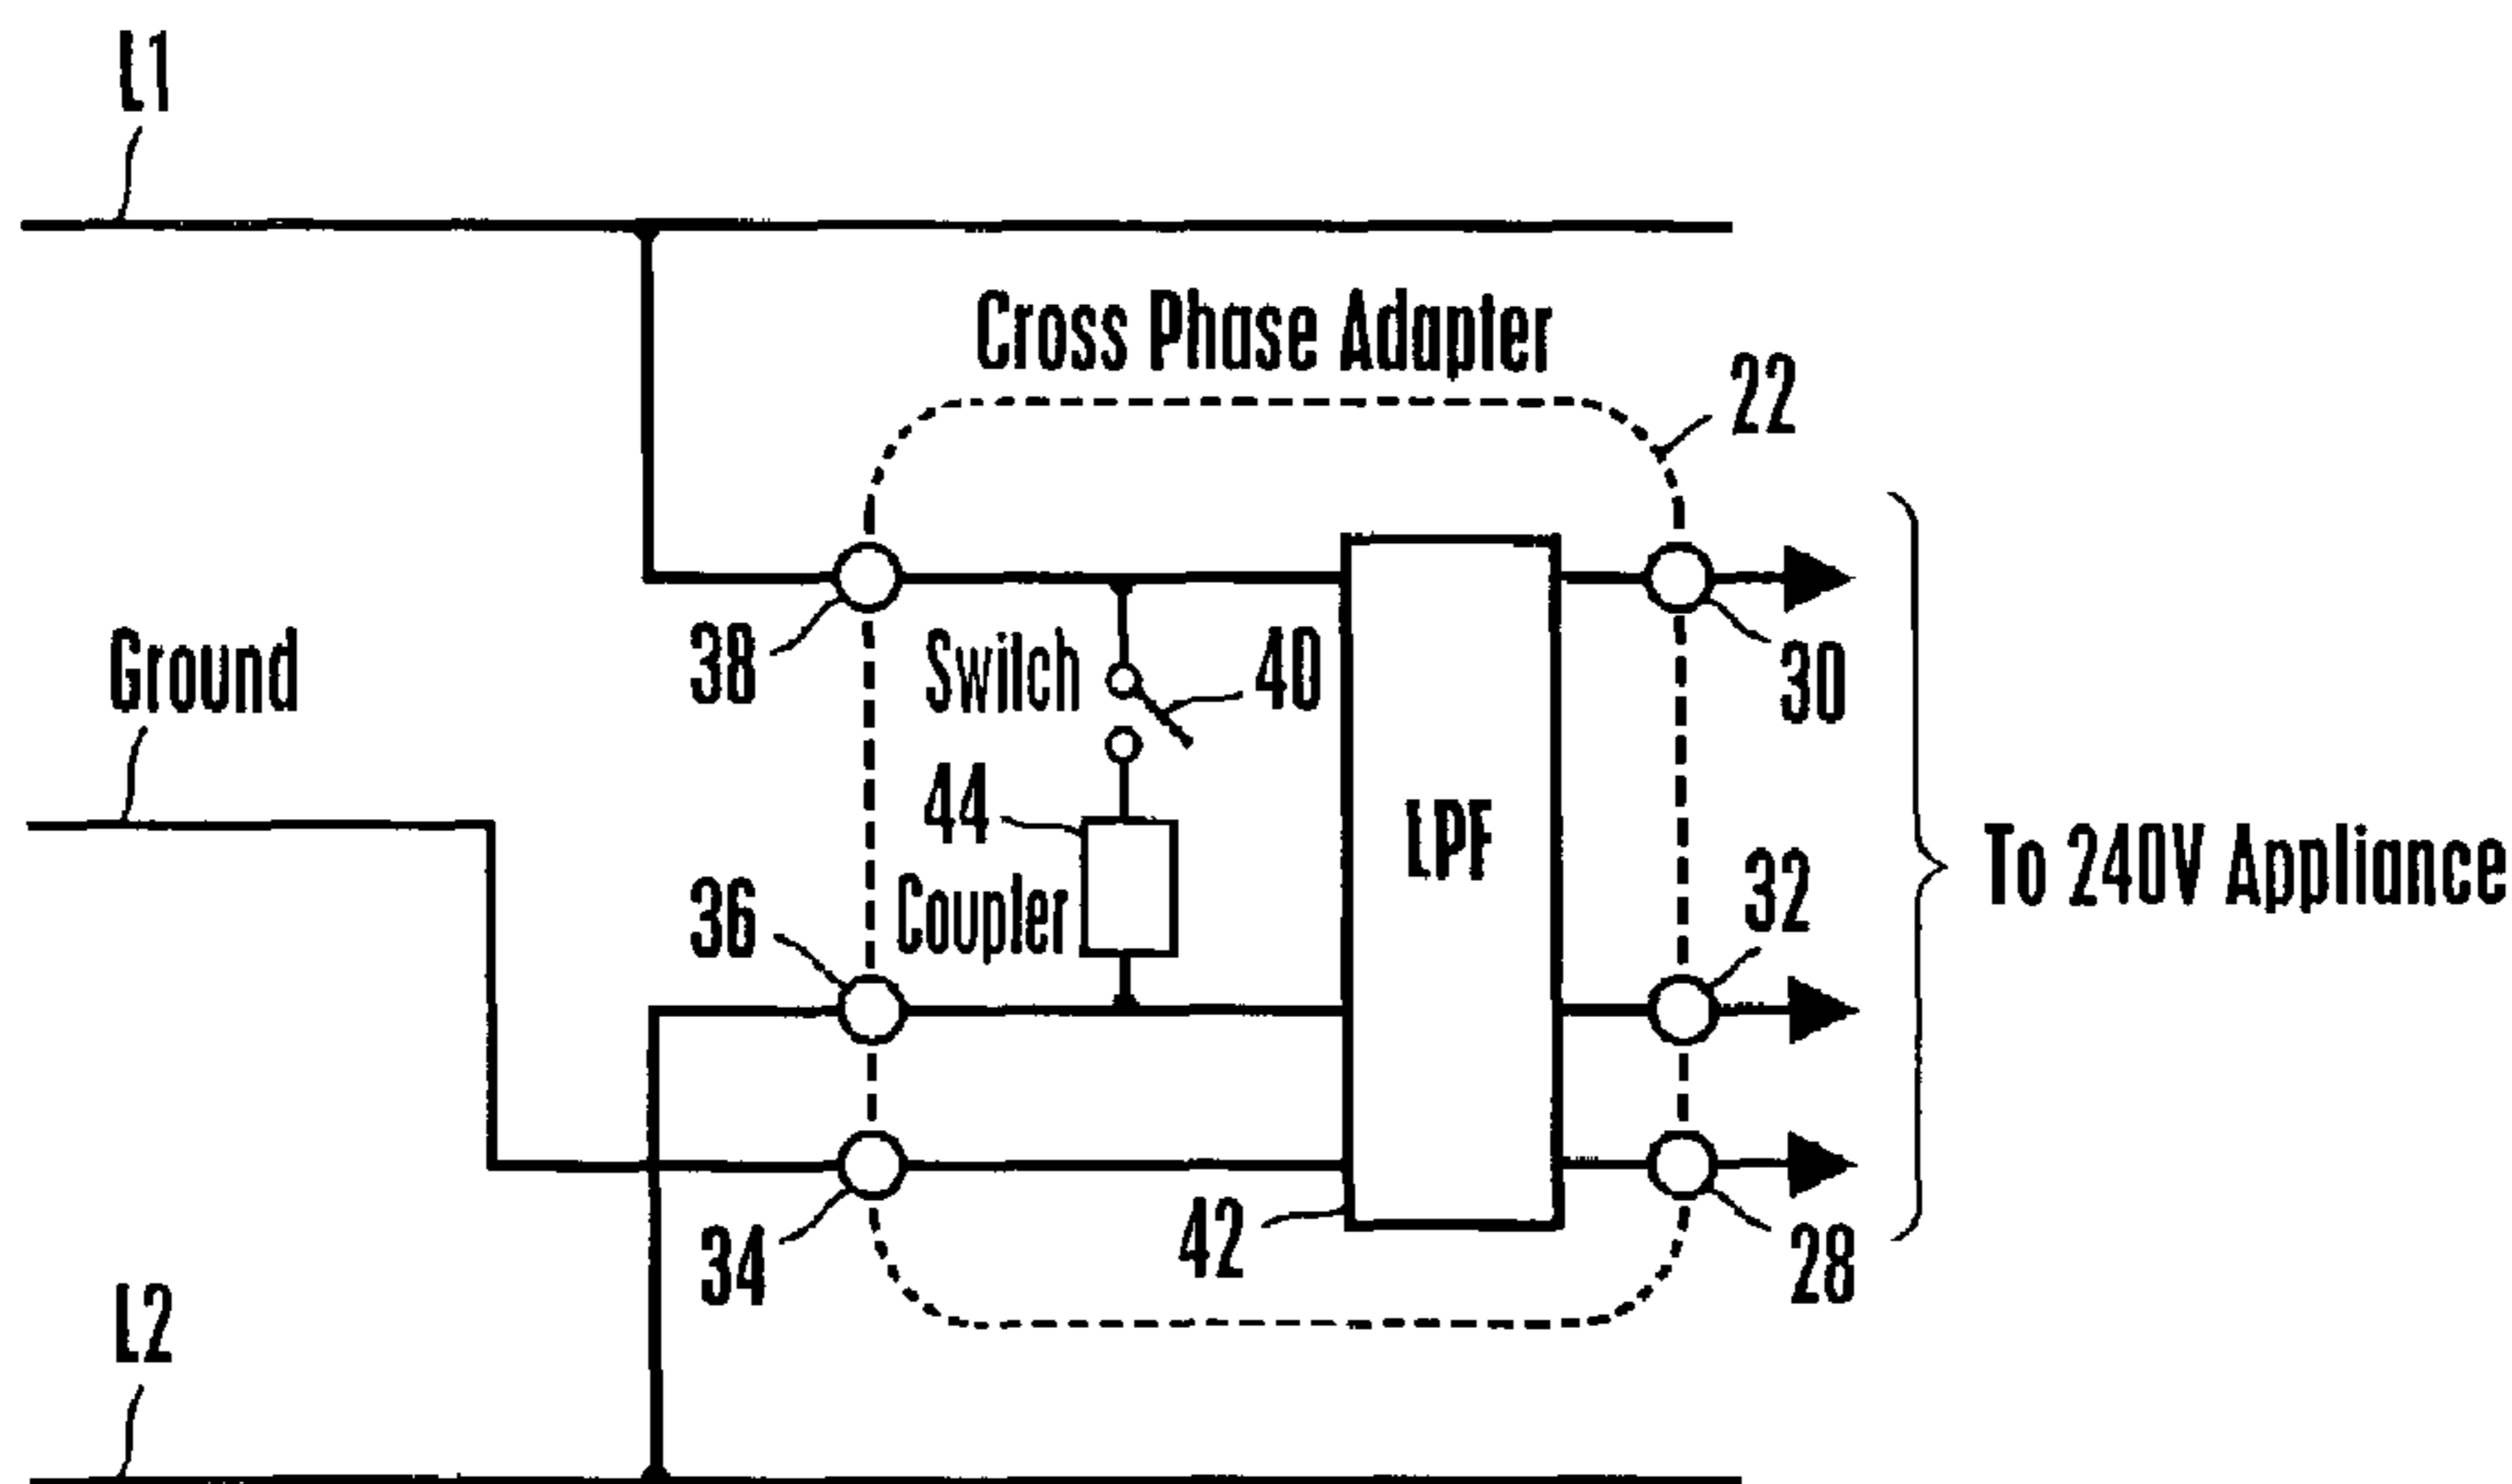 L1
Cross Phase Adapter
22
38
Switch
40
30
Ground
44
LPF
To 240V Appliance
36
Coupler
32
34
42
28
L2